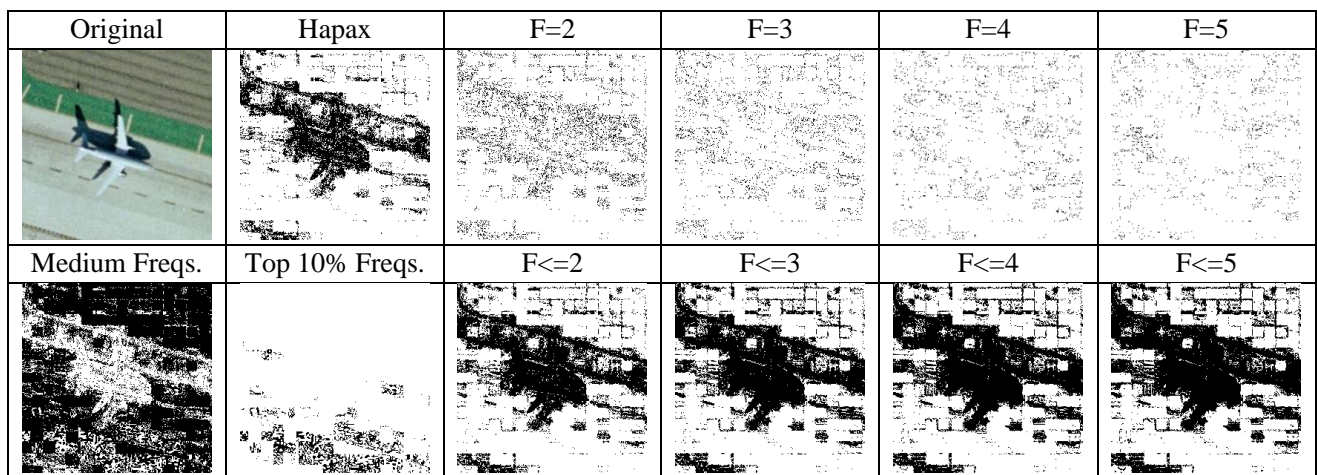 Original Hapax F=2 F=3 F=4 F=5
Medium Freqs. Top 10% Freqs. F<=2 F<=3 F<=4 F<=5